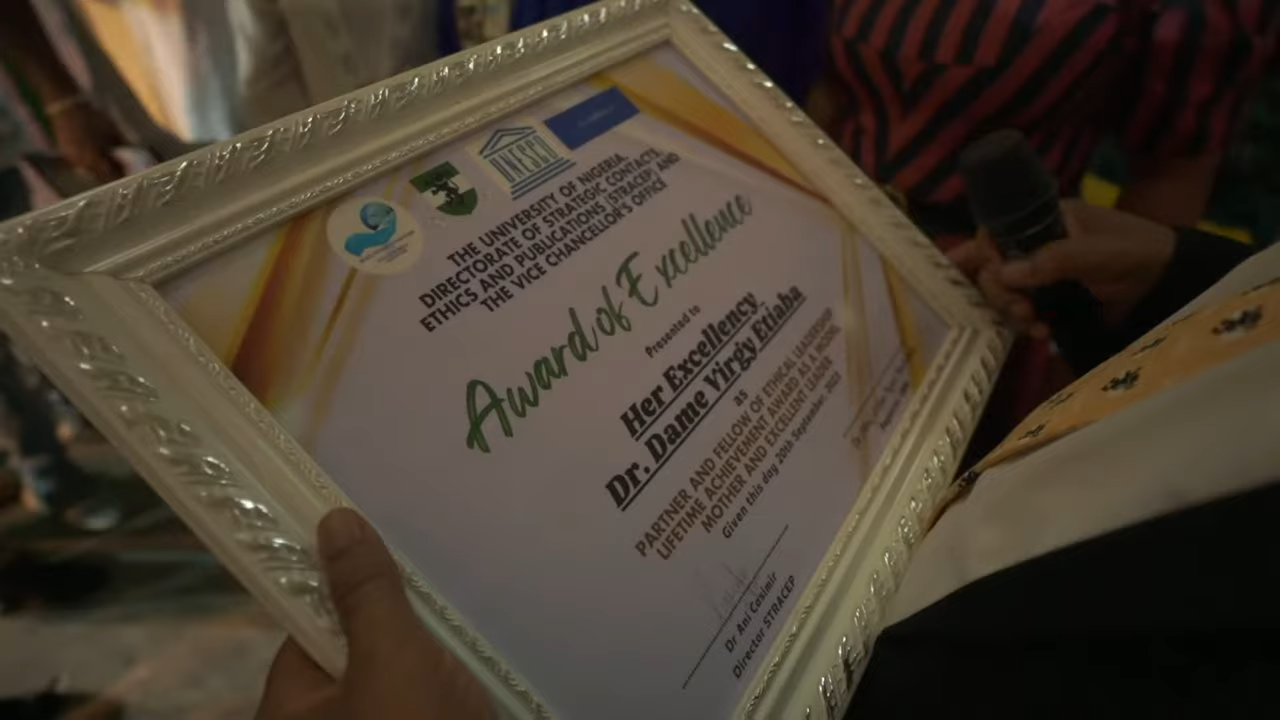 UNESCO
THE UNIVERSITY OF NIGERIA,
DIRECTORATE OF STRATEGIC CONTACTS,
ETHICS AND PUBLICATIONS (STRACEP) AND
THE VICE CHANCELLOR'S OFFICE
Award of Excellence
Presented to
Her Excellency
Dr. Dame Virgy Etiaba
as
PARTNER AND FELLOW OF ETHICAL LEADERSHIP
LIFETIME ACHIEVEMENT AWARD AS A MODEL
MOTHER AND EXCELLENT LEADER
Given this day 20th September,
Dr Ani Casimir
Director STRACEP